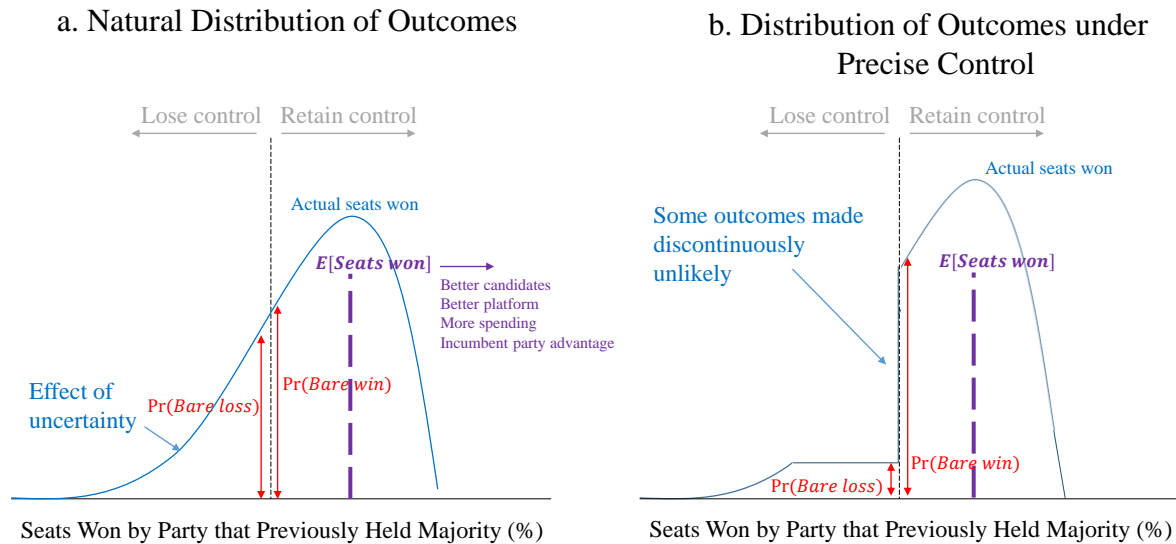 a. Natural Distribution of Outcomes
Lose control
Retain control
Actual seats won
E[Seats won]
Better candidates
Better platform
More spending
Incumbent party advantage
Effect of
uncertainty
Pr(Bare loss)
Pr(Bare win)
Seats Won by Party that Previously Held Majority (%)
b. Distribution of Outcomes under
Precise Control
Lose control
Retain control
Actual seats won
Some outcomes made
discontinuously
unlikely
E[Seats won]
Pr(Bare win)
Pr(Bare loss)
Seats Won by Party that Previously Held Majority (%)